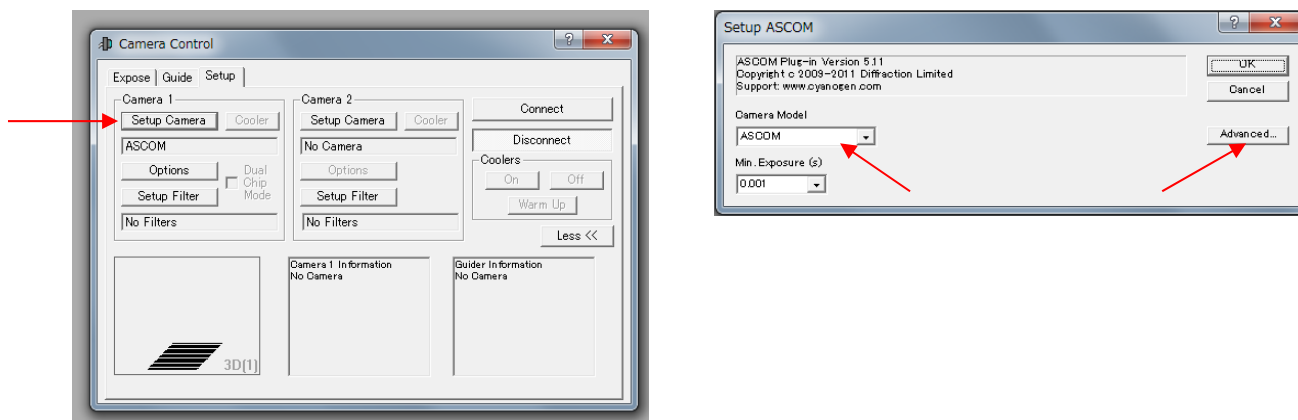 Camera Control
Expose Guide Setup
Camera 1
Setup Camera Cooler
ASCOM
Options
Dual Chip Mode
Setup Filter
No Filters
Camera 2
Setup Camera Cooler
No Camera
Options
Setup Filter
No Filters
Connect
Disconnect
Coolers
On Off
Warm Up
Less <<
3D(1)
Camera 1 Information
No Camera
Guider Information
No Camera
Setup ASCOM
ASCOM Plug-in Version 5.11
Copyright c 2009-2011 Diffraction Limited
Support: www.cyanogen.com
OK
Cancel
Camera Model
ASCOM
Advanced...
Min. Exposure (s)
0.001